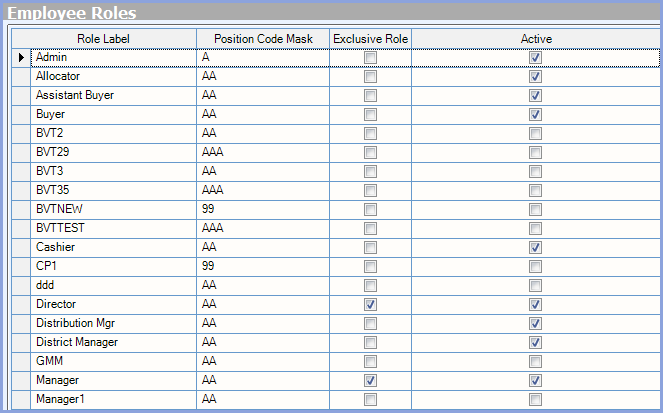 Employee Roles
Role Label Position Code Mask Exclusive Role Active
Admin A
Allocator AA
Assistant Buyer AA
Buyer AA
BVT2 AA
BVT29 AAA
BVT3 AA
BVT35 AAA
BVTNEW 99
BVTTEST AAA
Cashier AA
CP1 99
ddd AA
Director AA
Distribution Mgr AA
District Manager AA
GMM AA
Manager AA
Manager1 AA